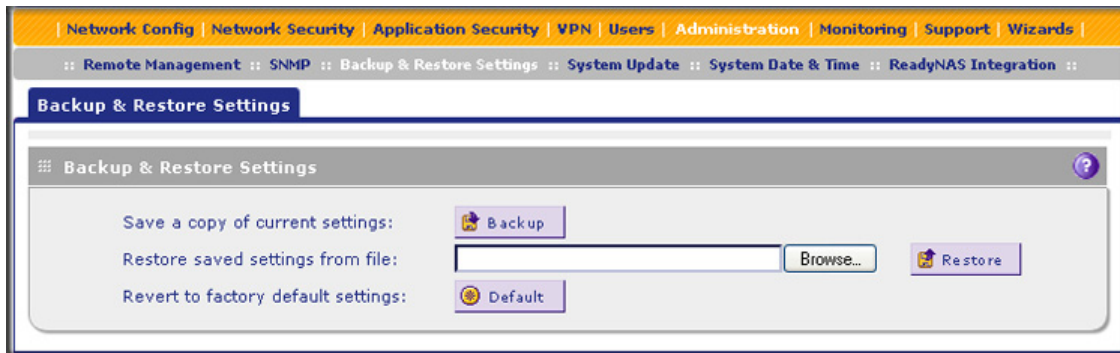 | Network Config | Network Security | Application Security | VPN | Users | Administration | Monitoring | Support | Wizards |
:: Remote Management :: SNMP :: Backup & Restore Settings :: System Update :: System Date & Time :: ReadyNAS Integration ::
Backup & Restore Settings
Backup & Restore Settings ?
Save a copy of current settings: Backup
Restore saved settings from file: Browse... Restore
Revert to factory default settings: Default